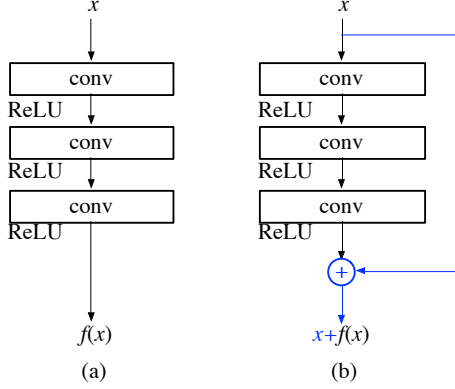 x
conv
ReLU
conv
ReLU
conv
ReLU
f(x)
(a)
x
conv
ReLU
conv
ReLU
conv
ReLU
+
x+f(x)
(b)